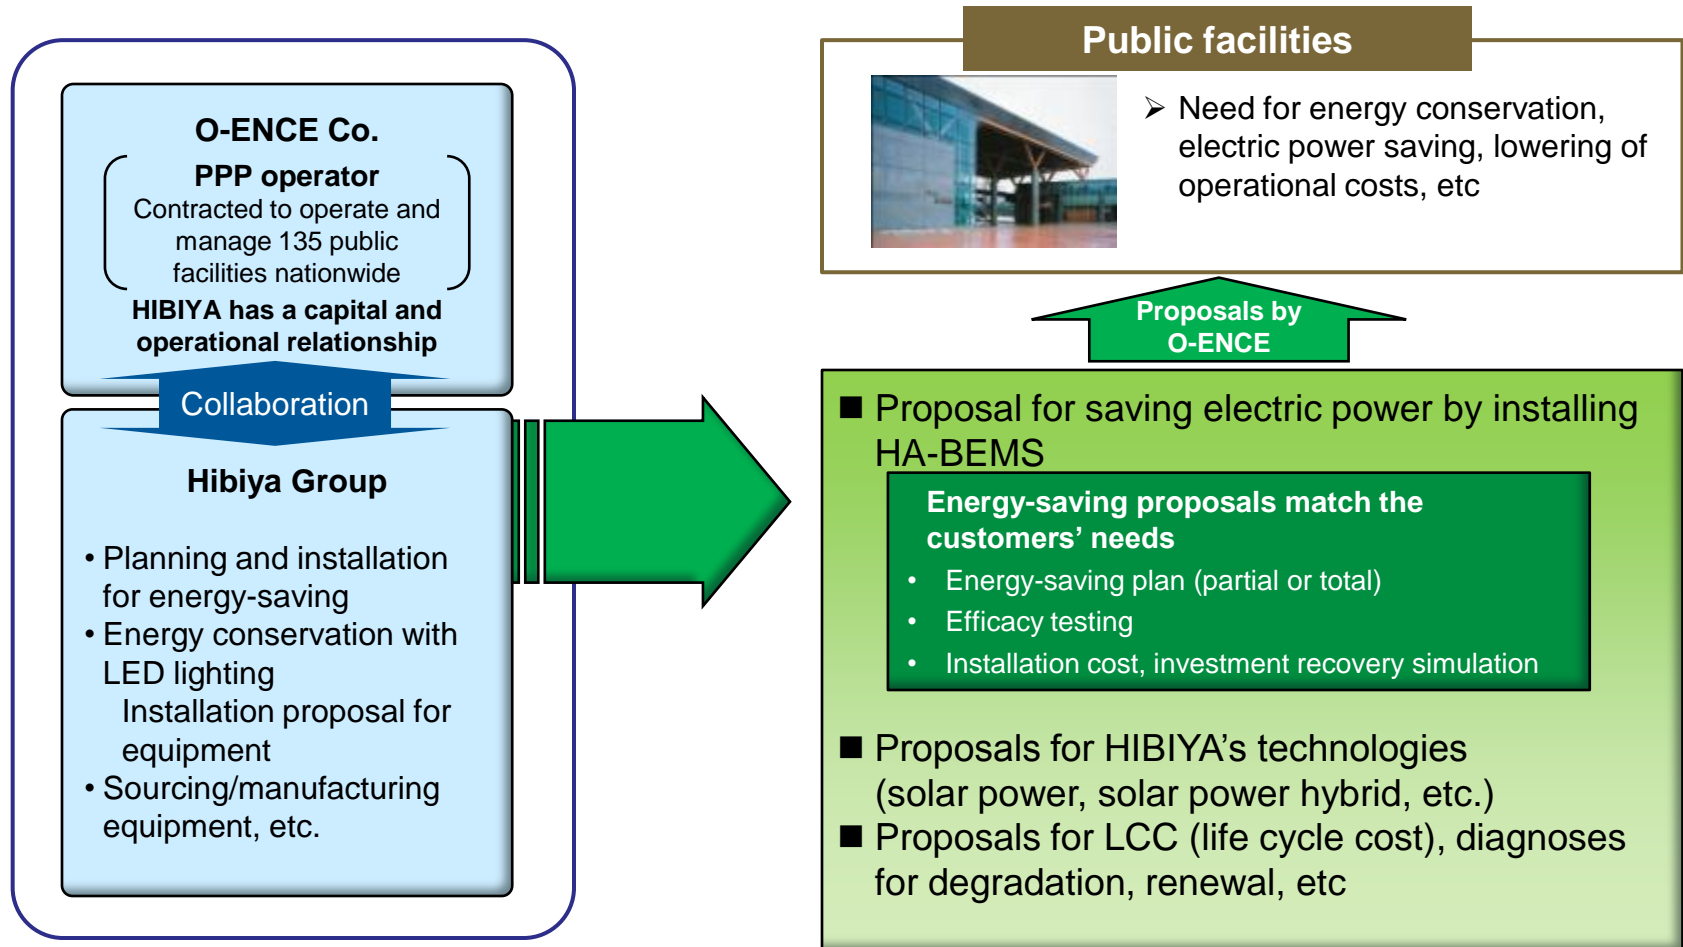 O-ENCE Co.
PPP operator
Contracted to operate and
manage 135 public
facilities nationwide
HIBIYA has a capital and
operational relationship
Collaboration
Hibiya Group
• Planning and installation
for energy-saving
• Energy conservation with
LED lighting
Installation proposal for
equipment
• Sourcing/manufacturing
equipment, etc.
Public facilities
➢ Need for energy conservation,
electric power saving, lowering of
operational costs, etc
Proposals by
O-ENCE
■ Proposal for saving electric power by installing
HA-BEMS
Energy-saving proposals match the
customers’ needs
• Energy-saving plan (partial or total)
• Efficacy testing
• Installation cost, investment recovery simulation
■ Proposals for HIBIYA’s technologies
(solar power, solar power hybrid, etc.)
■ Proposals for LCC (life cycle cost), diagnoses
for degradation, renewal, etc